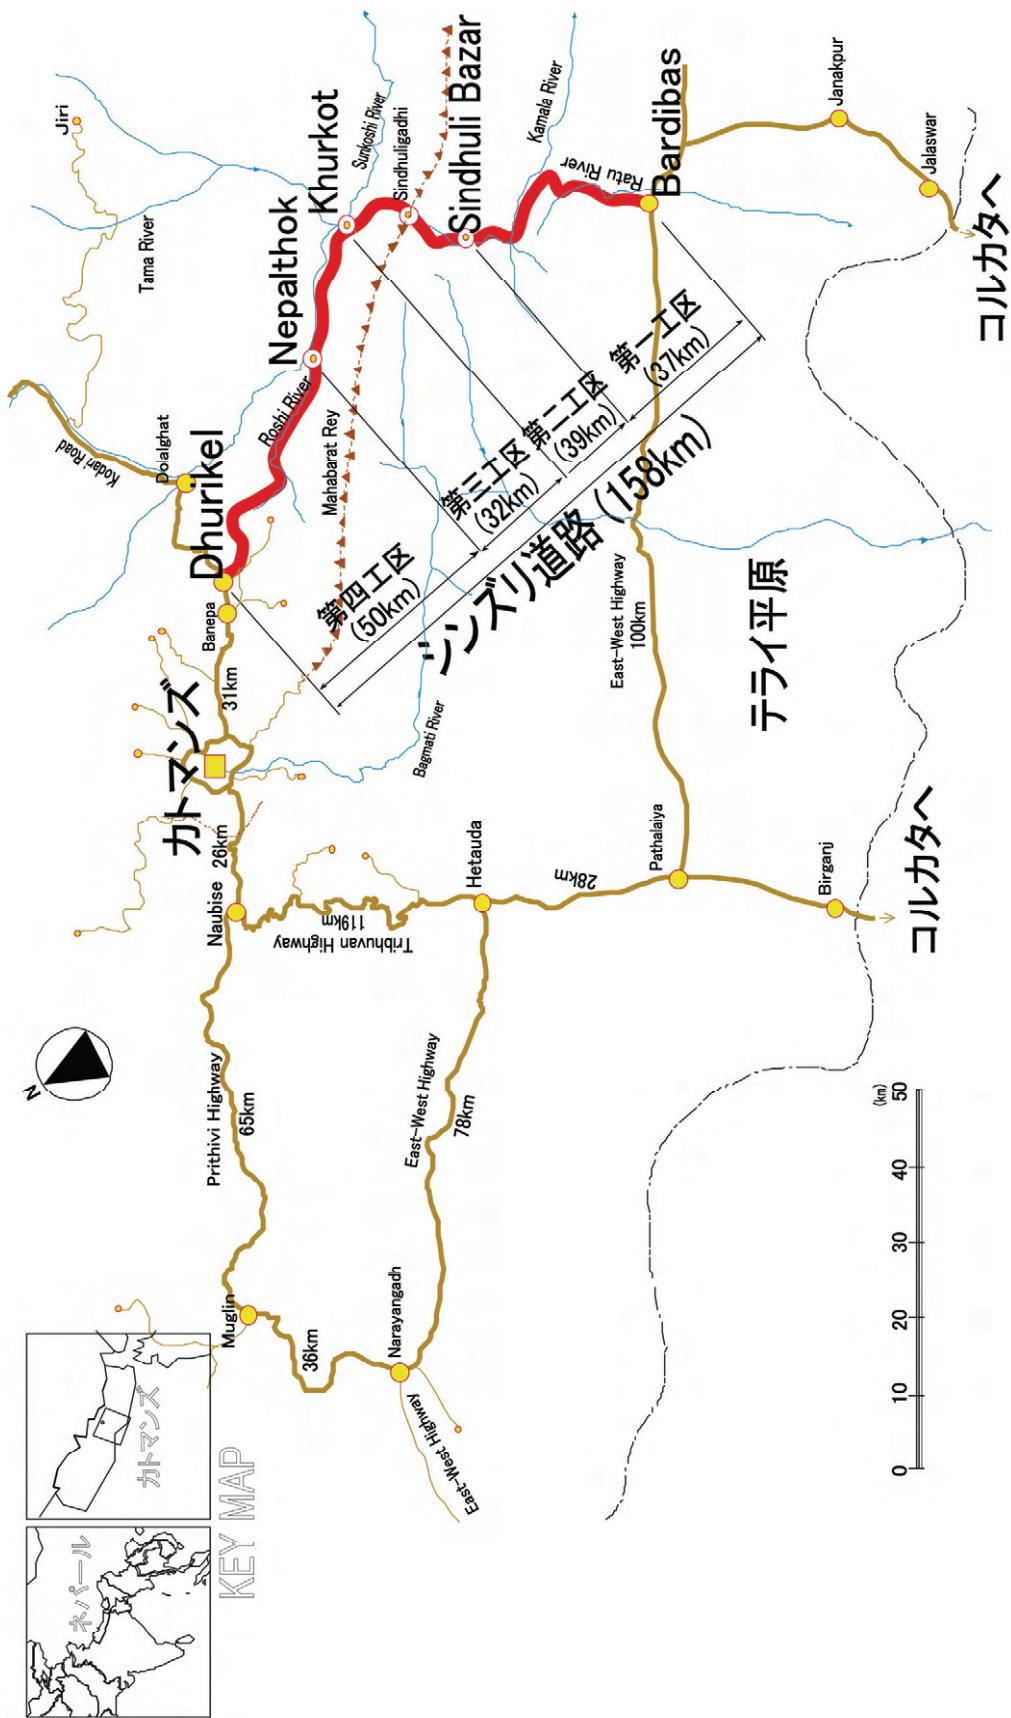 KEY MAP
ネパール
カトマンズ
N
Muglin
36km
Narayangadh
East-West Highway
Prithivi Highway
65km
East-West Highway
78km
Naubise
26km
カトマンズ
Tribhuvan Highway
119km
Hetauda
28km
Pathalaiya
Birganj
コルカタへ
31km
Banepa
Dhurikel
Dolalghat
Kodari Road
Bagmati River
Mahabarat Rey
Roshi River
Nepalthok
Khurkot
Tama River
Jiri
Sunkoshi River
Sindhuligadhi
Sindhuli Bazar
Kamala River
Ratu River
Bardibas
Janakpur
Jalaswar
コルカタへ
第四工区
(50km)
第三工区
(32km)
第二工区
(39km)
第一工区
(37km)
シンズリ道路 (158km)
East-West Highway
100km
テライ平原
0 10 20 30 40 50
(km)